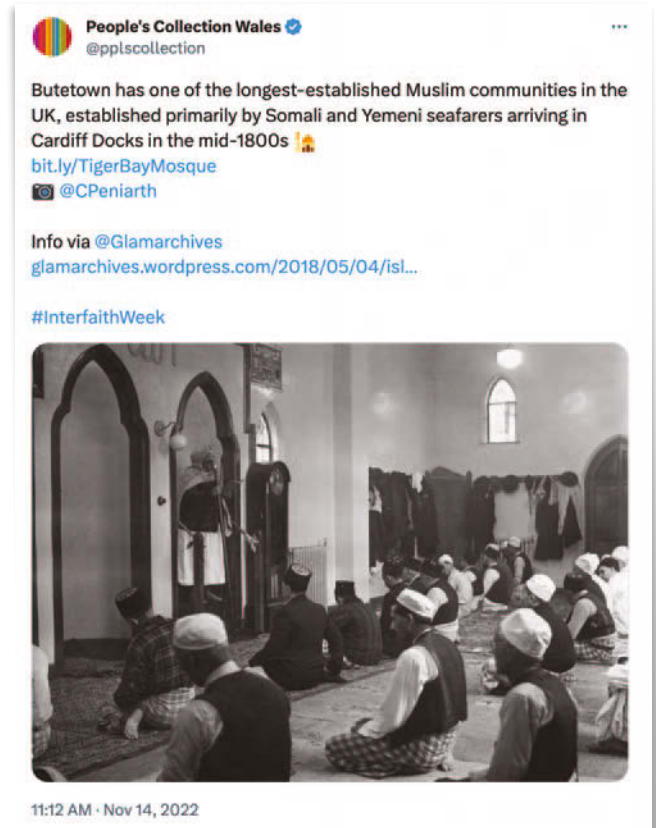 People's Collection Wales
@pplscollection
Butetown has one of the longest-established Muslim communities in the
UK, established primarily by Somali and Yemeni seafarers arriving in
Cardiff Docks in the mid-1800s 🕌
bit.ly/TigerBayMosque
📷 @CPeniarth
Info via @Glamarchives
glamarchives.wordpress.com/2018/05/04/isl...
#InterfaithWeek
11:12 AM · Nov 14, 2022